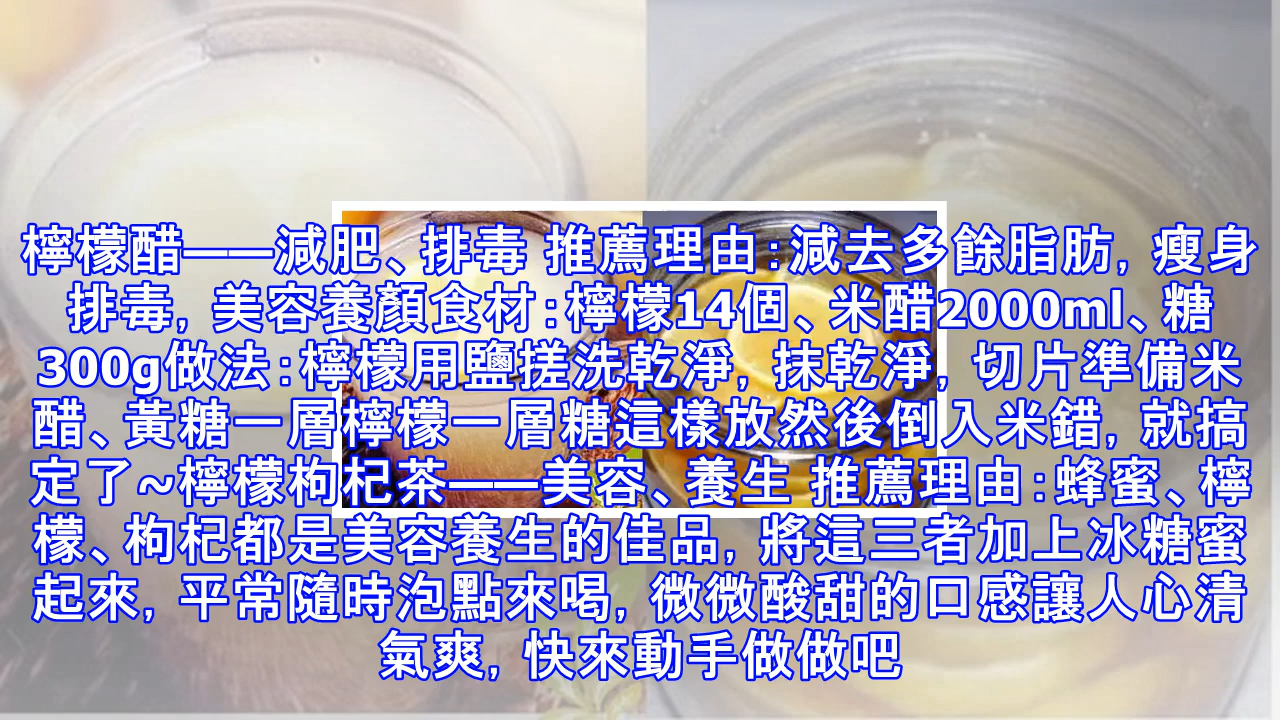 檸檬醋——減肥、排毒 推薦理由:減去多餘脂肪, 瘦身
排毒, 美容養顏食材:檸檬14個、米醋2000ml、糖
300g做法:檸檬用鹽搓洗乾淨, 抹乾淨, 切片準備米
醋、黃糖一層檸檬一層糖這樣放然後倒入米錯, 就搞
定了~檸檬枸杞茶——美容、養生 推薦理由:蜂蜜、檸
檬、枸杞都是美容養生的佳品, 將這三者加上冰糖蜜
起來, 平常隨時泡點來喝, 微微酸甜的口感讓人心清
氣爽, 快來動手做做吧